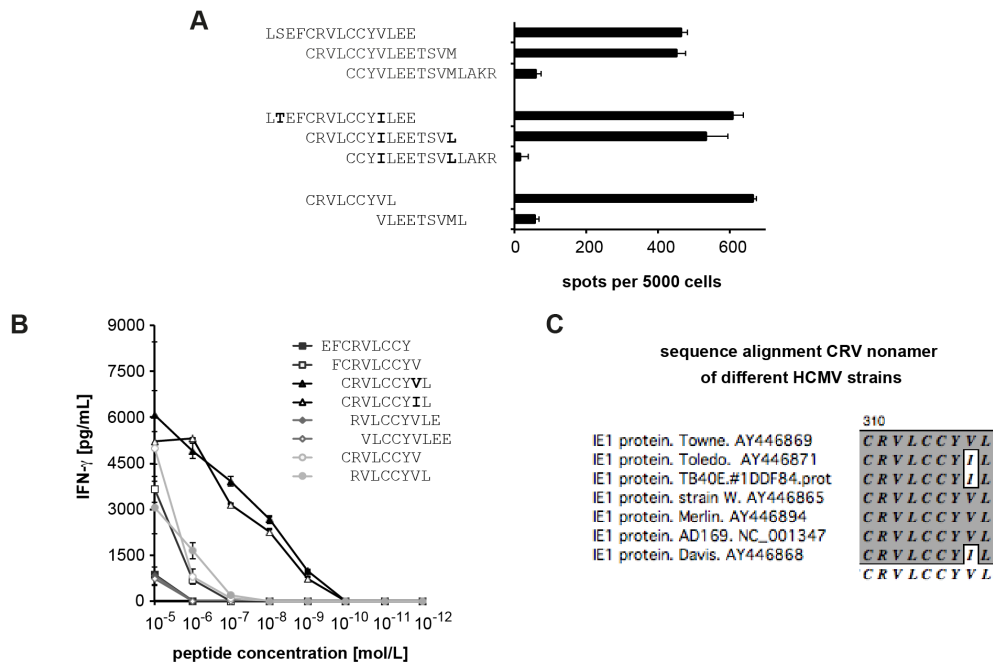 A
LSEFCRVLCCYVLEE
CRVLCCYVLEETSVM
CCYVLEETSVMLAKR
LTEFCRVLCCYILEE
CRVLCCYILEETSVL
CCYILEETSVLLAKR
CRVLCCYVL
VLEETSVML
0 200 400 600
spots per 5000 cells
B
9000
7500
6000
4500
3000
1500
0
IFN-γ [pg/mL]
EFCRVLCCY
FCRVLCCYV
CRVLCCYVL
CRVLCCYIL
RVLCCYVLE
VLCCYVLEE
CRVLCCYV
RVLCCYVL
10-5 10-6 10-7 10-8 10-9 10-10 10-11 10-12
peptide concentration [mol/L]
C
sequence alignment CRV nonamer
of different HCMV strains
310
IE1 protein. Towne. AY446869 CRVLCCYVL
IE1 protein. Toledo. AY446871 CRVLCCYIL
IE1 protein. TB40E.#1DDF84.prot CRVLCCYIL
IE1 protein. strain W. AY446865 CRVLCCYVL
IE1 protein. Merlin. AY446894 CRVLCCYVL
IE1 protein. AD169. NC_001347 CRVLCCYVL
IE1 protein. Davis. AY446868 CRVLCCYIL
CRVLCCYVL